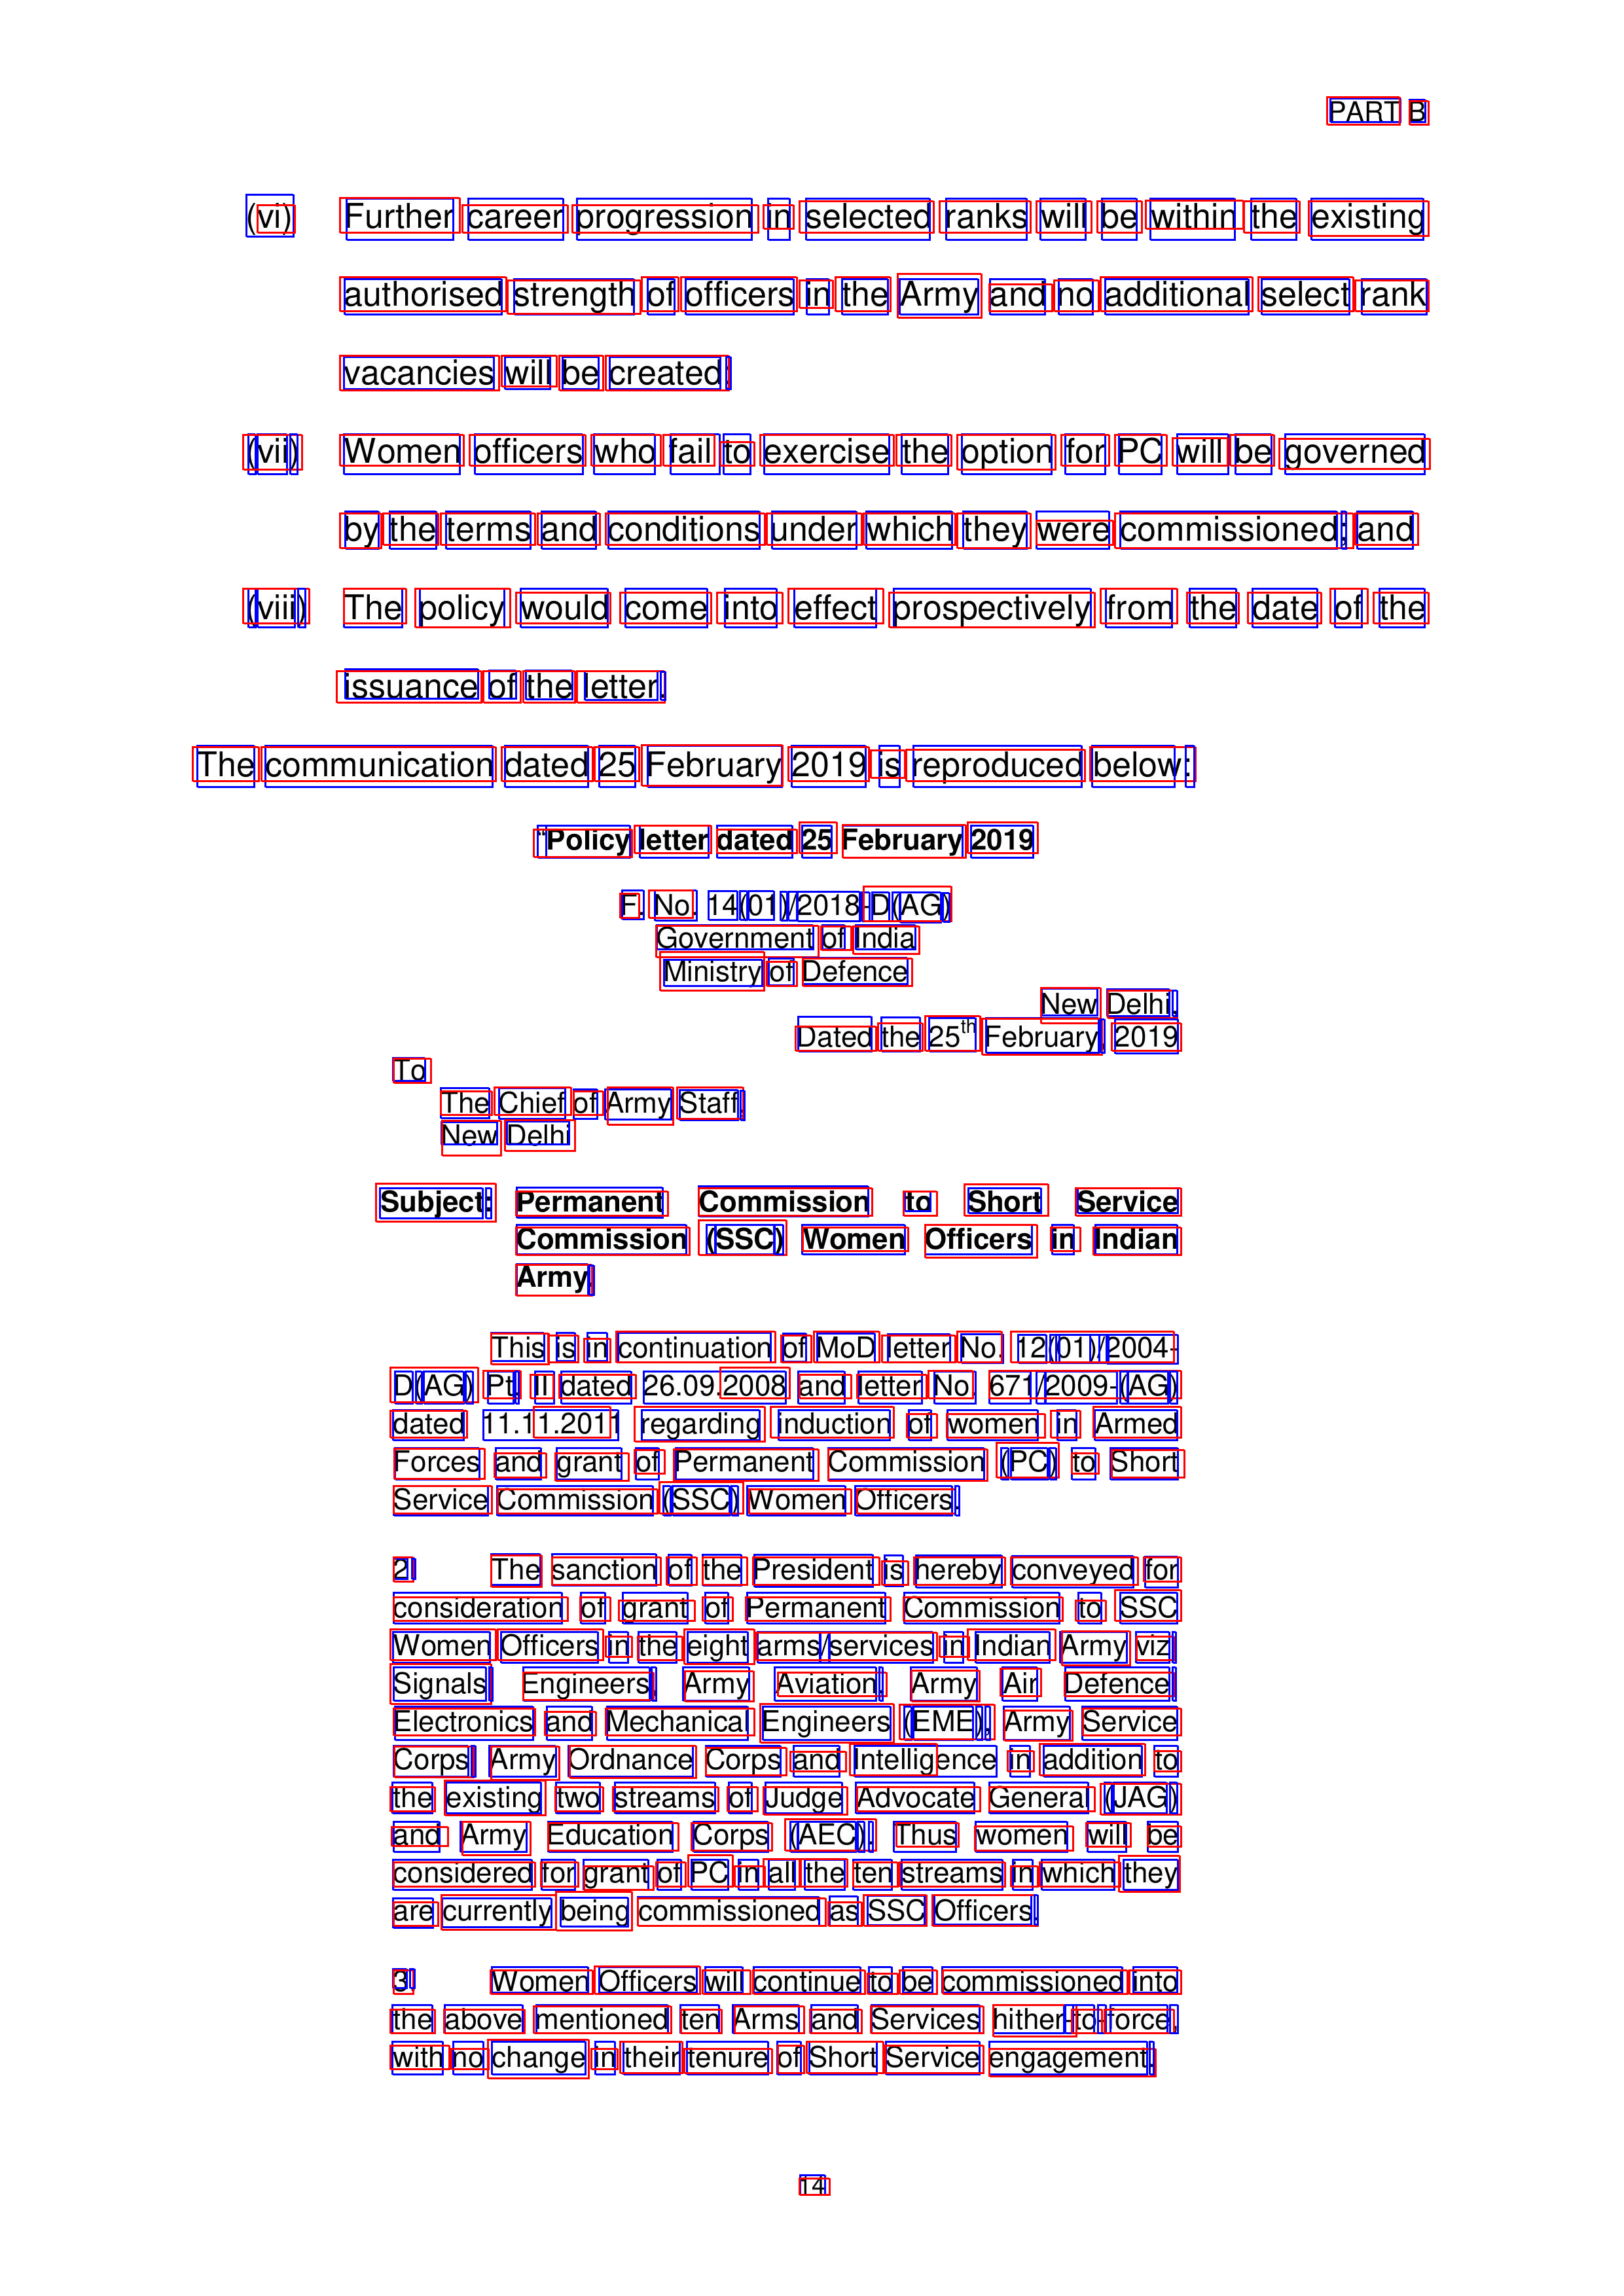 PART B
(vi) Further career progression in selected ranks will be within the existing
authorised strength of officers in the Army and no additional select rank
vacancies will be created;
(vii) Women officers who fail to exercise the option for PC will be governed
by the terms and conditions under which they were commissioned; and
(viii) The policy would come into effect prospectively from the date of the
issuance of the letter.
The communication dated 25 February 2019 is reproduced below:
“Policy letter dated 25 February 2019
F. No. 14(01)/2018-D(AG)
Government of India
Ministry of Defence
New Delhi,
Dated the 25th February, 2019
To
The Chief of Army Staff,
New Delhi
Subject: Permanent Commission to Short Service
Commission (SSC) Women Officers in Indian
Army.
This is in continuation of MoD letter No. 12(01)/2004-
D(AG) Pt. II dated 26.09.2008 and letter No. 671/2009-(AG)
dated 11.11.2011 regarding induction of women in Armed
Forces and grant of Permanent Commission (PC) to Short
Service Commission (SSC) Women Officers.
2. The sanction of the President is hereby conveyed for
consideration of grant of Permanent Commission to SSC
Women Officers in the eight arms/services in Indian Army viz
Signals, Engineers, Army Aviation, Army Air Defence,
Electronics and Mechanical Engineers (EME), Army Service
Corps, Army Ordnance Corps and Intelligence in addition to
the existing two streams of Judge Advocate General (JAG)
and Army Education Corps (AEC). Thus women will be
considered for grant of PC in all the ten streams in which they
are currently being commissioned as SSC Officers.
3. Women Officers will continue to be commissioned into
the above mentioned ten Arms and Services hither-to-force,
with no change in their tenure of Short Service engagement.
14